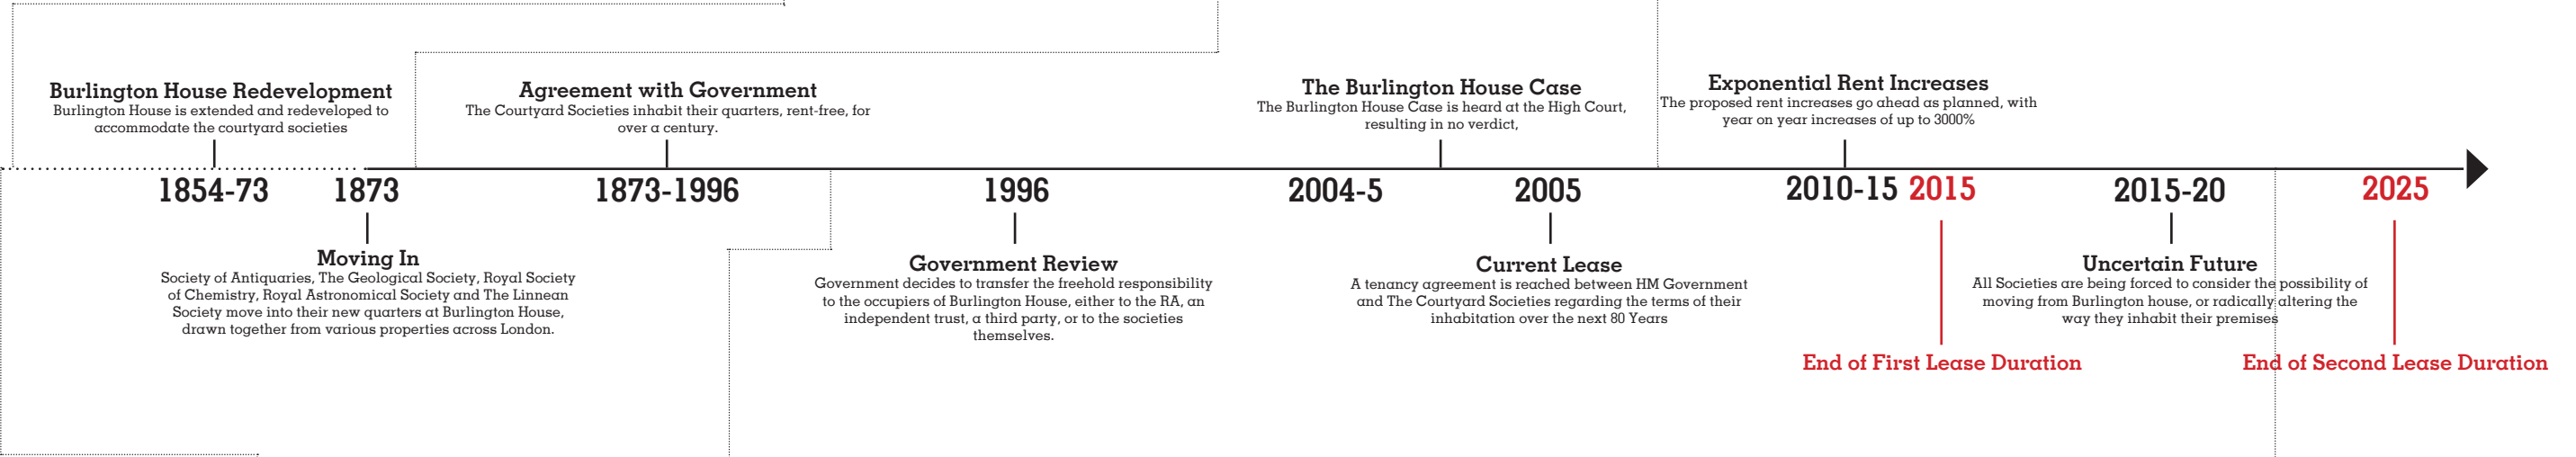 Burlington House Redevelopment
Burlington House is extended and redeveloped to
accommodate the courtyard societies
Agreement with Government
The Courtyard Societies inhabit their quarters, rent-free, for
over a century.
The Burlington House Case
The Burlington House Case is heard at the High Court,
resulting in no verdict,
Exponential Rent Increases
The proposed rent increases go ahead as planned, with
year on year increases of up to 3000%
1854-73 1873 1873-1996 1996 2004-5 2005 2010-15 2015 2015-20 2025
Moving In
Society of Antiquaries, The Geological Society, Royal Society
of Chemistry, Royal Astronomical Society and The Linnean
Society move into their new quarters at Burlington House,
drawn together from various properties across London.
Government Review
Government decides to transfer the freehold responsibility
to the occupiers of Burlington House, either to the RA, an
independent trust, a third party, or to the societies
themselves.
Current Lease
A tenancy agreement is reached between HM Government
and The Courtyard Societies regarding the terms of their
inhabitation over the next 80 Years
Uncertain Future
All Societies are being forced to consider the possibility of
moving from Burlington house, or radically altering the
way they inhabit their premises
End of First Lease Duration
End of Second Lease Duration